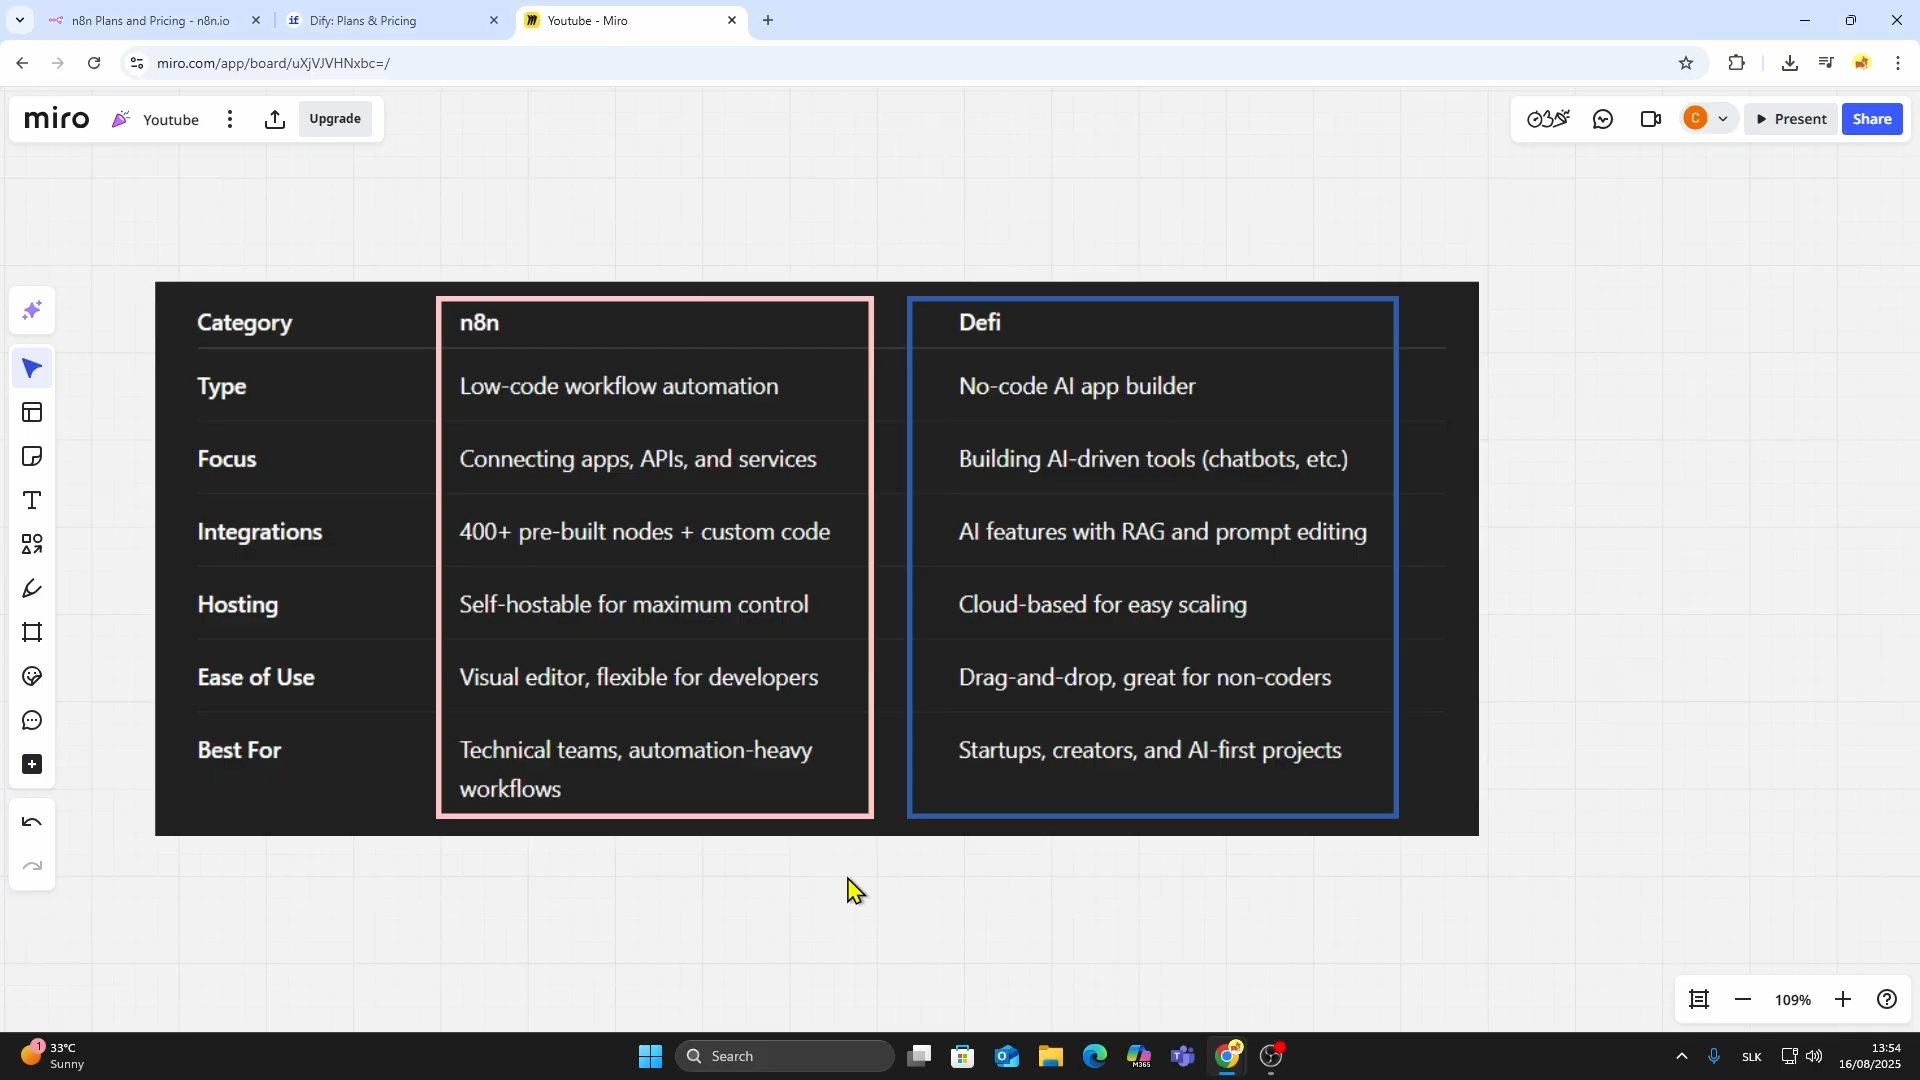 n8n Plans and Pricing - n8n.io
Dify: Plans & Pricing
Youtube - Miro
miro.com/app/board/uXjVJVHNxbc=/
miro
Youtube
Upgrade
C
Present
Share
Category n8n Defi
Type Low-code workflow automation No-code AI app builder
Focus Connecting apps, APIs, and services Building AI-driven tools (chatbots, etc.)
Integrations 400+ pre-built nodes + custom code AI features with RAG and prompt editing
Hosting Self-hostable for maximum control Cloud-based for easy scaling
Ease of Use Visual editor, flexible for developers Drag-and-drop, great for non-coders
Best For Technical teams, automation-heavy Startups, creators, and AI-first projects
workflows
109%
1
33°C
Sunny
Search
M365
SLK
13:54
16/08/2025